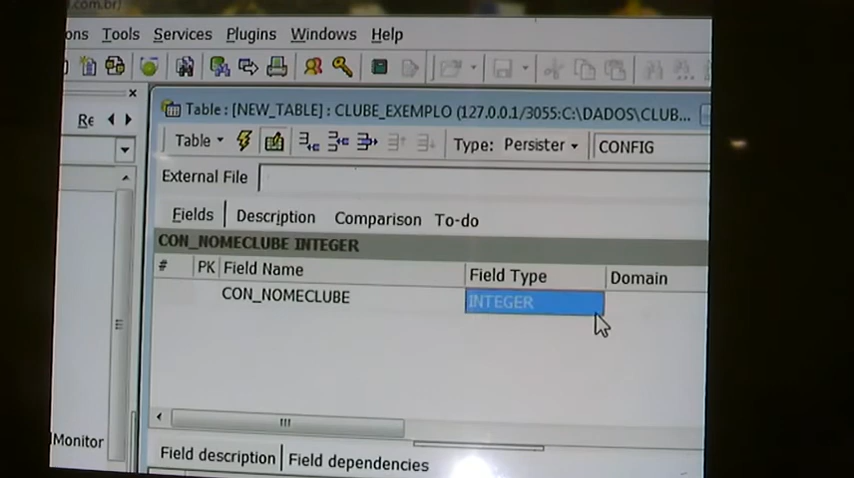 .com.br)
ons Tools Services Plugins Windows Help
Table : [NEW_TABLE] : CLUBE_EXEMPLO (127.0.0.1/3055:C:\DADOS\CLUB...
Re
Table Type: Persister CONFIG
External File
Fields Description Comparison To-do
CON_NOMECLUBE INTEGER
# PK Field Name Field Type Domain
CON_NOMECLUBE INTEGER
Monitor
Field description Field dependencies